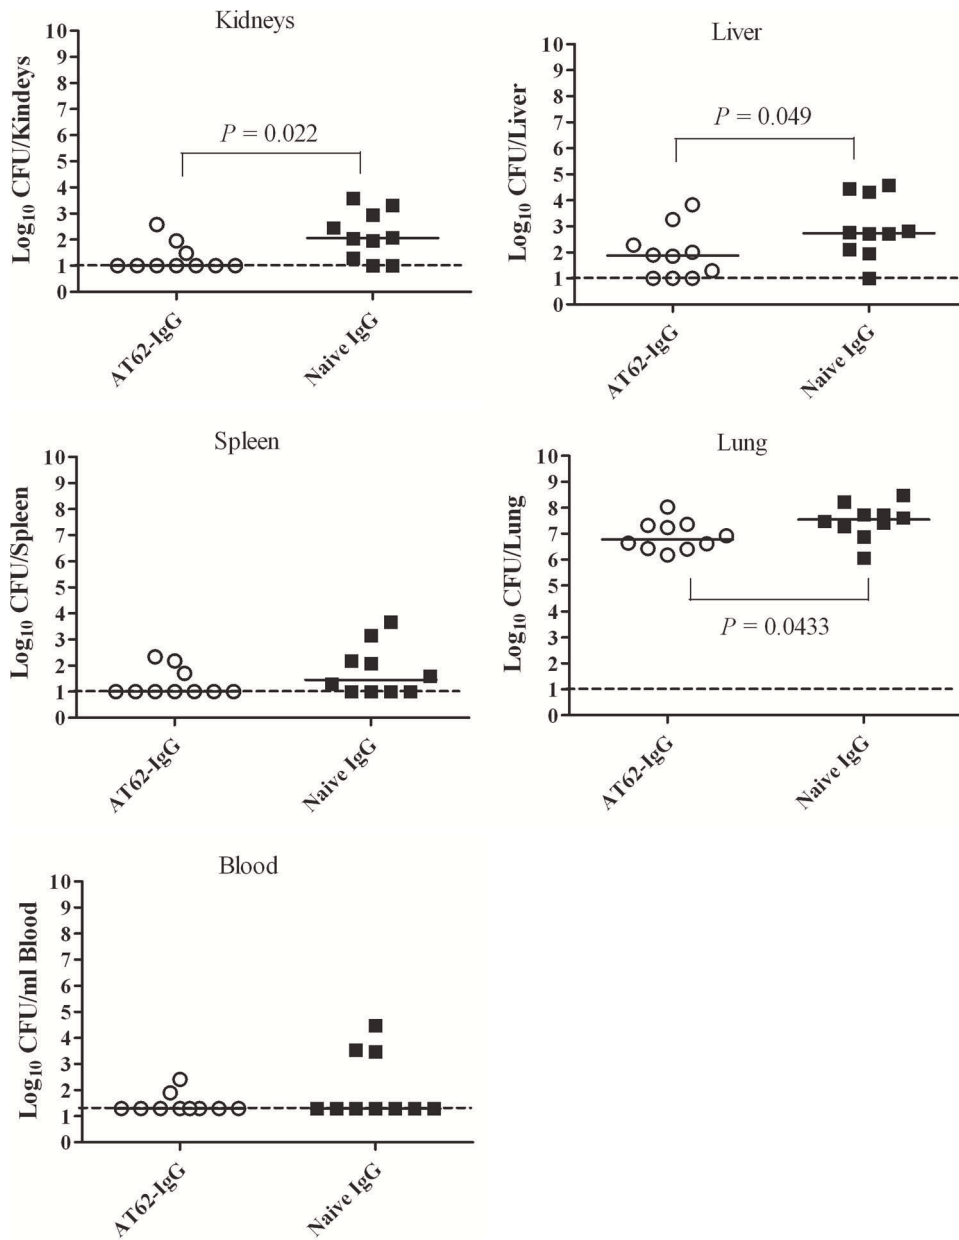 Kidneys
Log10 CFU/Kindeys
10
9
8
7
6
5
4
3
2
1
0
P = 0.022
AT62-IgG
Naive IgG
Liver
Log10 CFU/Liver
10
9
8
7
6
5
4
3
2
1
0
P = 0.049
AT62-IgG
Naive IgG
Spleen
Log10 CFU/Spleen
10
9
8
7
6
5
4
3
2
1
0
AT62-IgG
Naive IgG
Lung
Log10 CFU/Lung
10
9
8
7
6
5
4
3
2
1
0
P = 0.0433
AT62-IgG
Naive IgG
Blood
Log10 CFU/ml Blood
10
9
8
7
6
5
4
3
2
1
0
AT62-IgG
Naive IgG